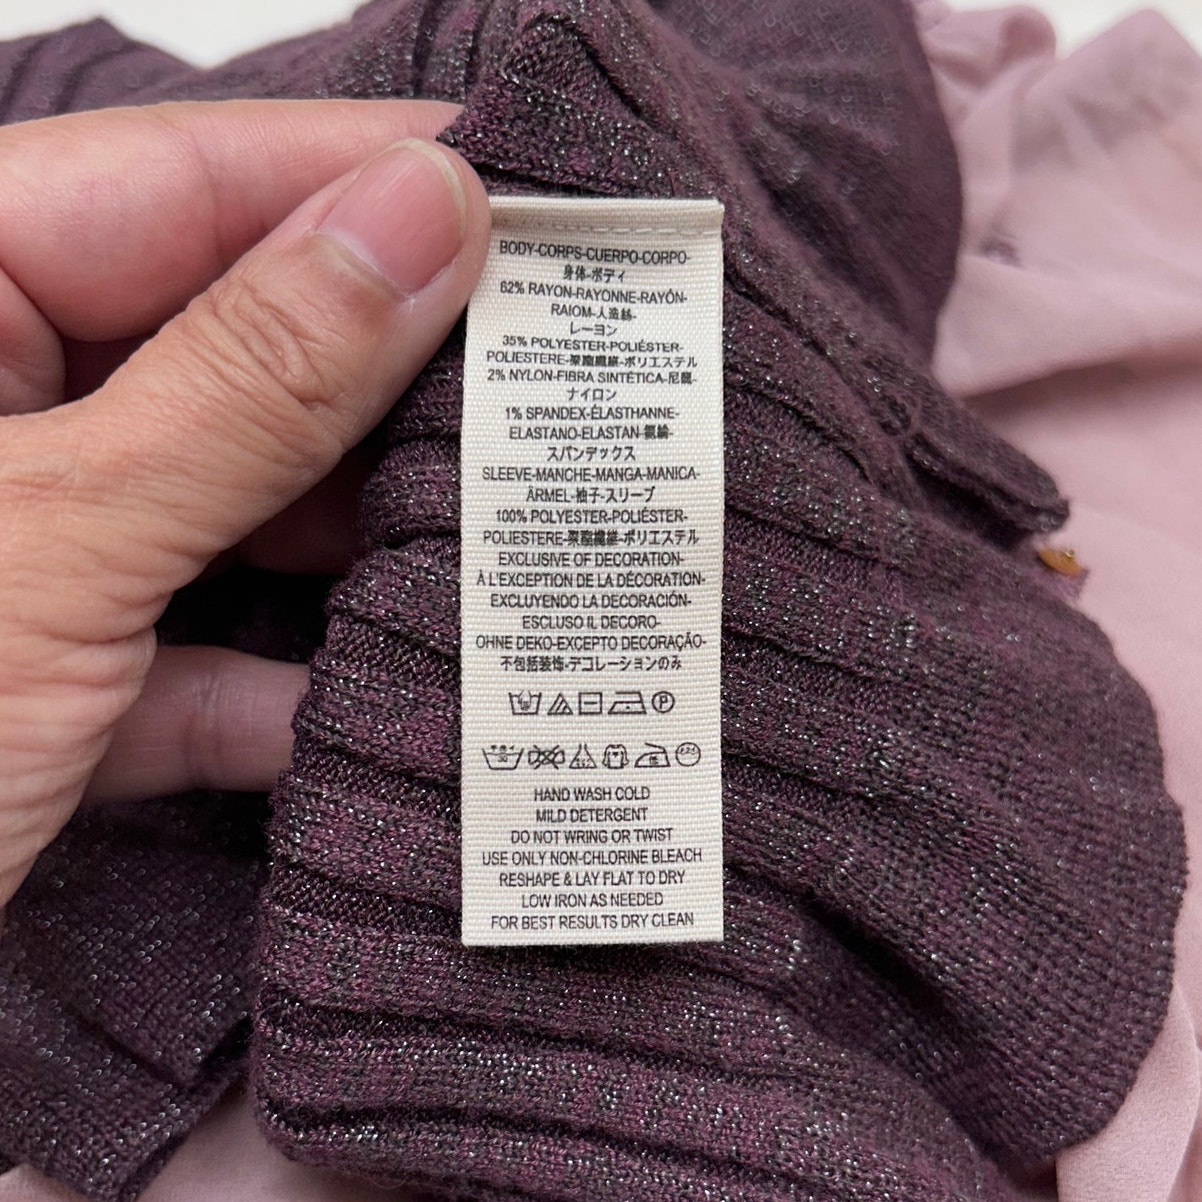 BODY-CORPS-CUERPO-CORPO-
身体-ボディ
62% RAYON-RAYONNE-RAYÓN-
RAIOM-人造絲-
レーヨン
35% POLYESTER-POLIÉSTER-
POLIESTERE-聚酯纖維-ポリエステル
2% NYLON-FIBRA SINTÉTICA-尼龍-
ナイロン
1% SPANDEX-ÉLASTHANNE-
ELASTANO-ELASTAN-氨綸-
スパンデックス
SLEEVE-MANCHE-MANGA-MANICA-
ÄRMEL-袖子-スリーブ
100% POLYESTER-POLIÉSTER-
POLIESTERE-聚酯纖維-ポリエステル
EXCLUSIVE OF DECORATION-
À L'EXCEPTION DE LA DÉCORATION-
EXCLUYENDO LA DECORACIÓN-
ESCLUSO IL DECORO-
OHNE DEKO-EXCEPTO DECORAÇÃO-
不包括裝飾-デコレーションのみ
P
HAND WASH COLD
MILD DETERGENT
DO NOT WRING OR TWIST
USE ONLY NON-CHLORINE BLEACH
RESHAPE & LAY FLAT TO DRY
LOW IRON AS NEEDED
FOR BEST RESULTS DRY CLEAN